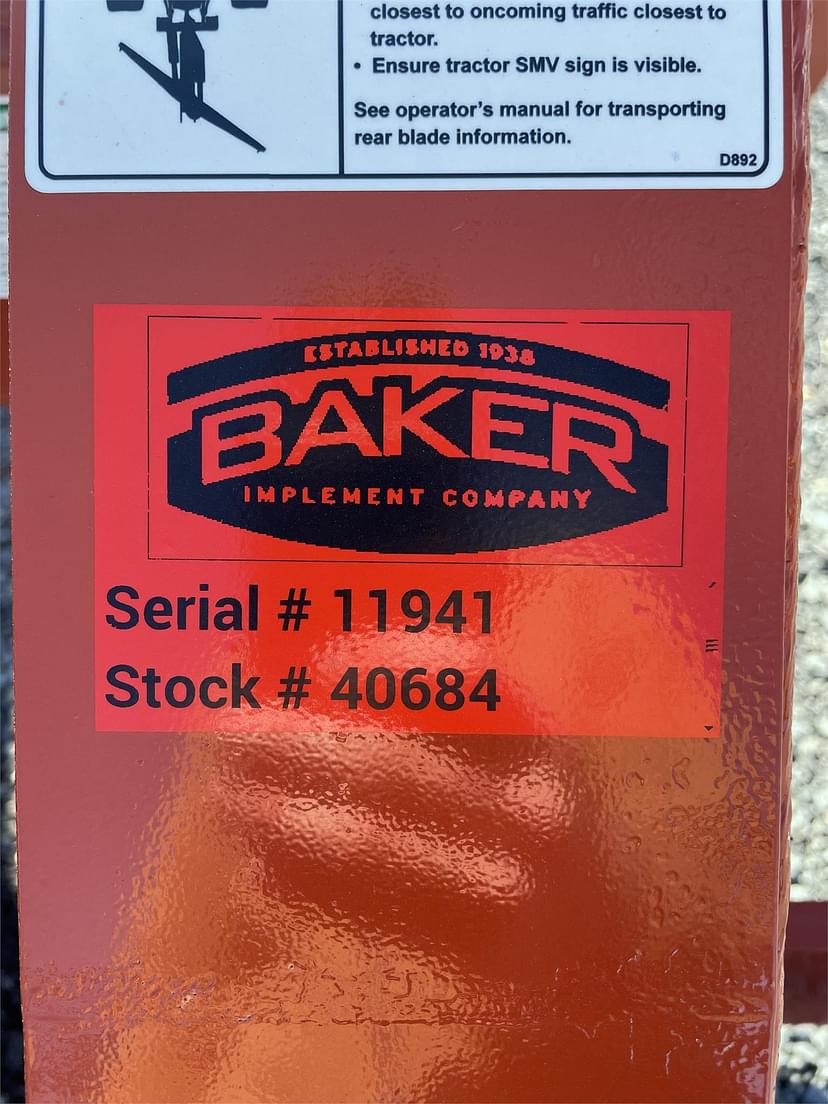 closest to oncoming traffic closest to
tractor.
• Ensure tractor SMV sign is visible.
See operator's manual for transporting
rear blade information.
D892
ESTABLISHED 1938
BAKER
IMPLEMENT COMPANY
Serial # 11941
Stock # 40684